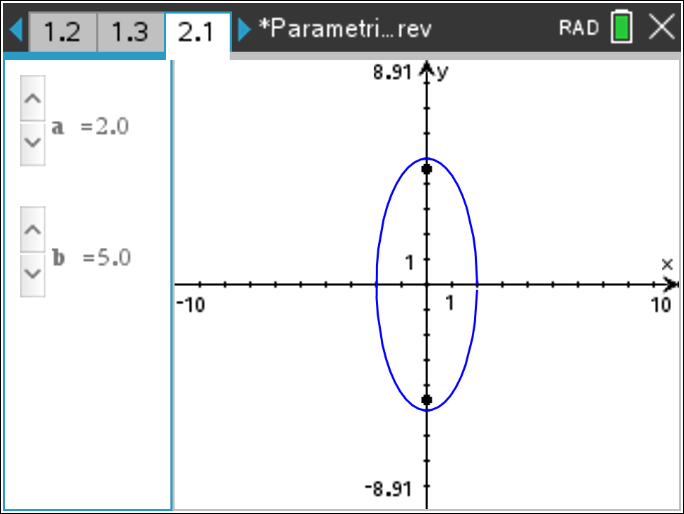 1.2 1.3 2.1 *Parametri...rev RAD
a =2.0
b =5.0
8.91 y
1
x
-10 1 10
-8.91